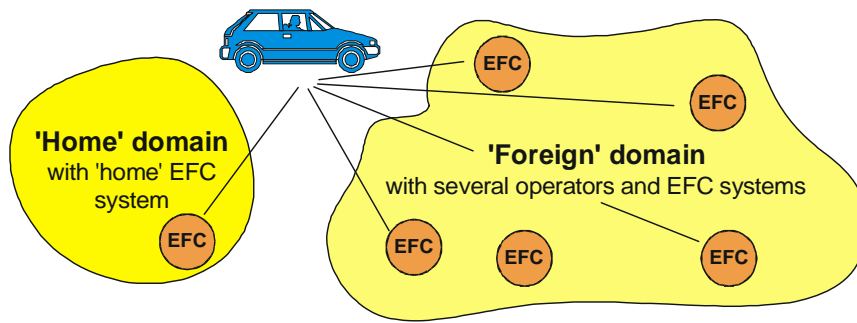 EFC
EFC
'Home' domain
with 'home' EFC
system
'Foreign' domain
with several operators and EFC systems
EFC
EFC
EFC
EFC